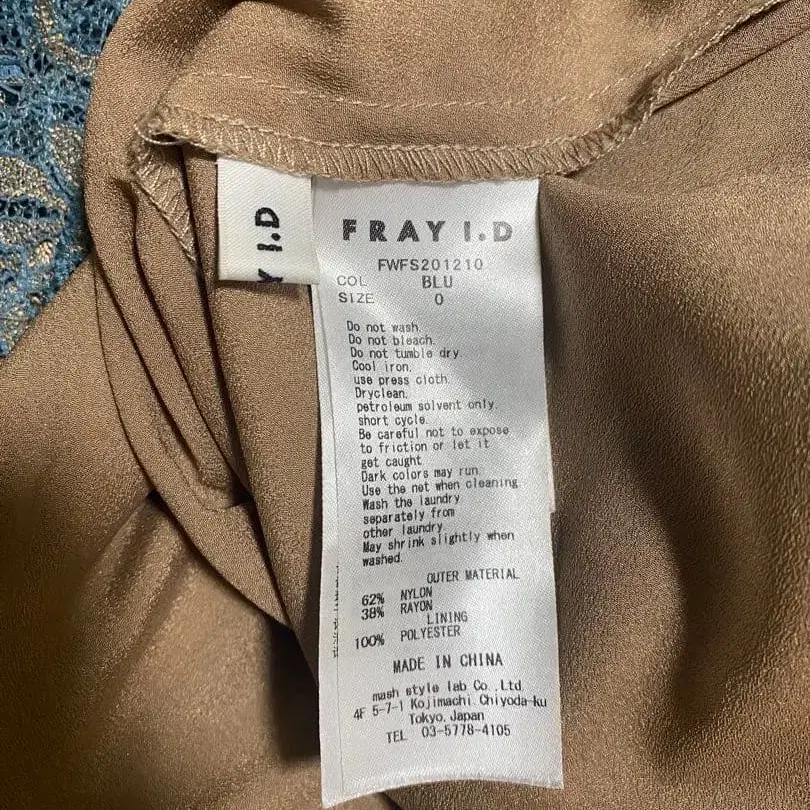 Y I.D
FRAY I.D
FWFS201210
COL BLU
SIZE 0
Do not wash.
Do not bleach.
Do not tumble dry.
Cool iron.
use press cloth.
Dryclean.
petroleum solvent only.
short cycle.
Be careful not to expose
to friction or let it
get caught.
Dark colors may run.
Use the net when cleaning.
Wash the laundry
separately from
other laundry.
May shrink slightly when
washed.
OUTER MATERIAL
62% NYLON
38% RAYON
LINING
100% POLYESTER
MADE IN CHINA
mash style lab Co.,Ltd.
4F 5-7-1 Kojimachi Chiyoda-ku
Tokyo, Japan
TEL 03-5778-4105